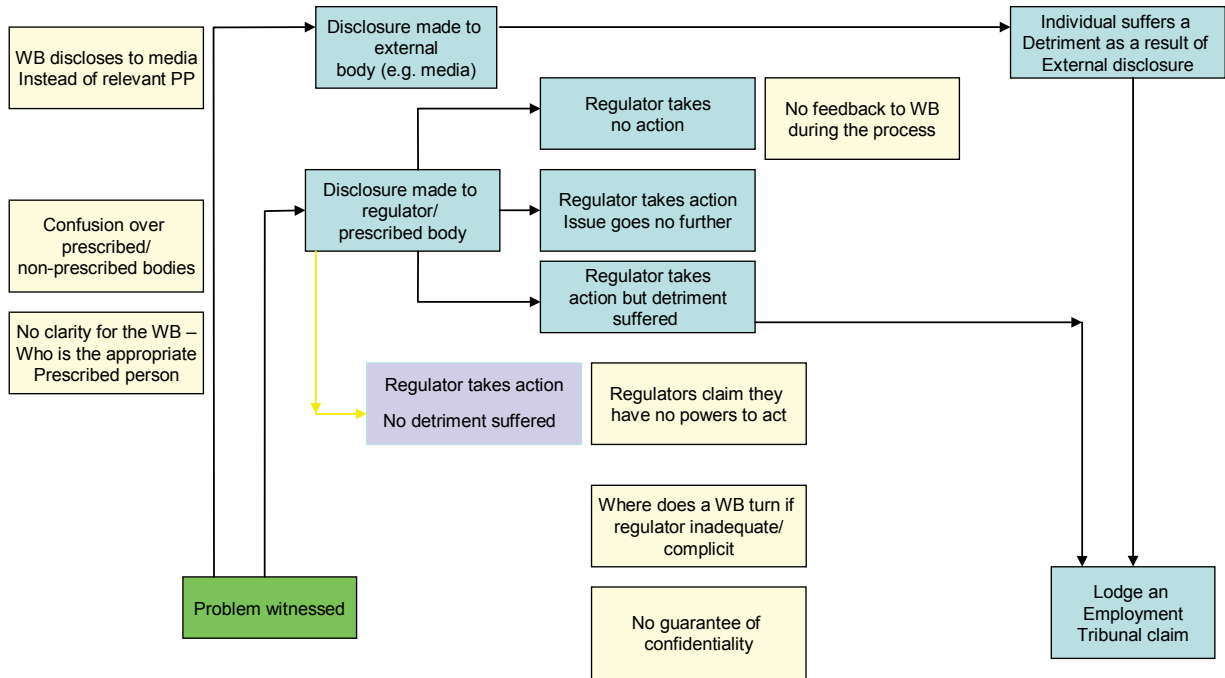 WB discloses to media
Instead of relevant PP
Disclosure made to
external
body (e.g. media)
Individual suffers a
Detriment as a result of
External disclosure
Regulator takes
no action
No feedback to WB
during the process
Confusion over
prescribed/
non-prescribed bodies
Disclosure made to
regulator/
prescribed body
Regulator takes action
Issue goes no further
Regulator takes
action but detriment
suffered
No clarity for the WB –
Who is the appropriate
Prescribed person
Regulator takes action
No detriment suffered
Regulators claim they
have no powers to act
Where does a WB turn if
regulator inadequate/
complicit
Problem witnessed
No guarantee of
confidentiality
Lodge an
Employment
Tribunal claim